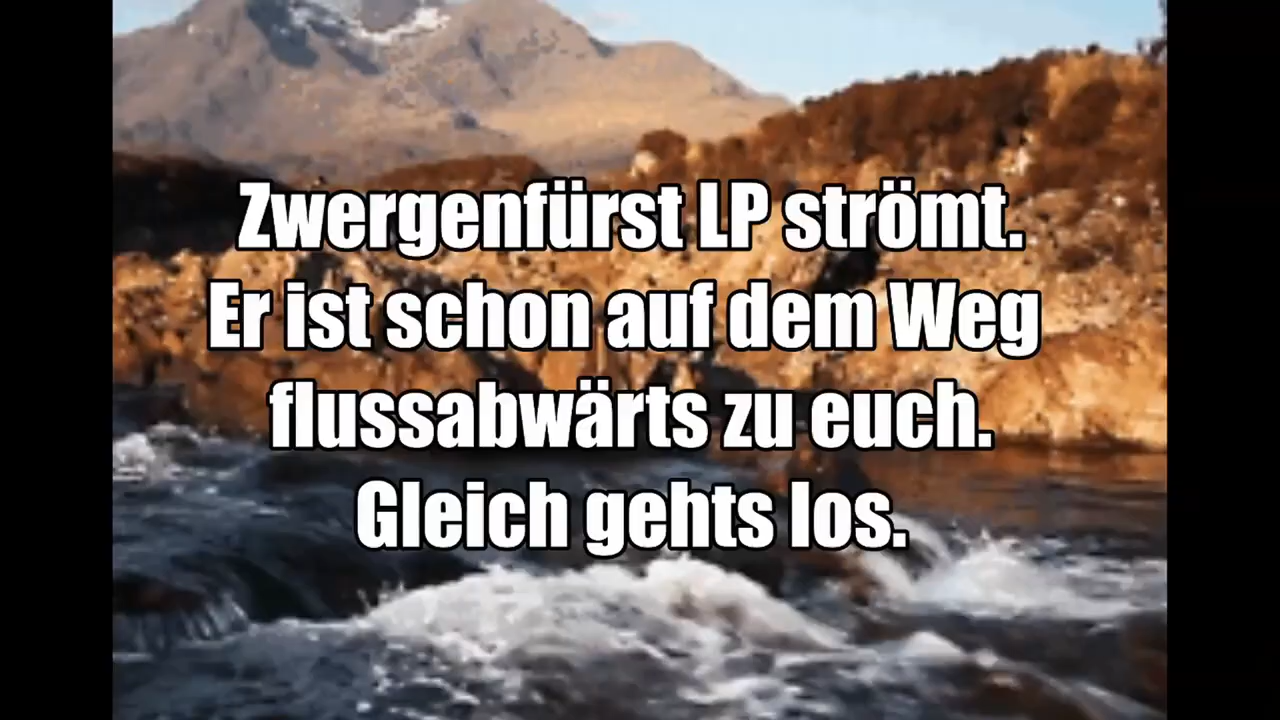 Zwergenfürst LP strömt.
Er ist schon auf dem Weg
flussabwärts zu euch.
Gleich gehts los.